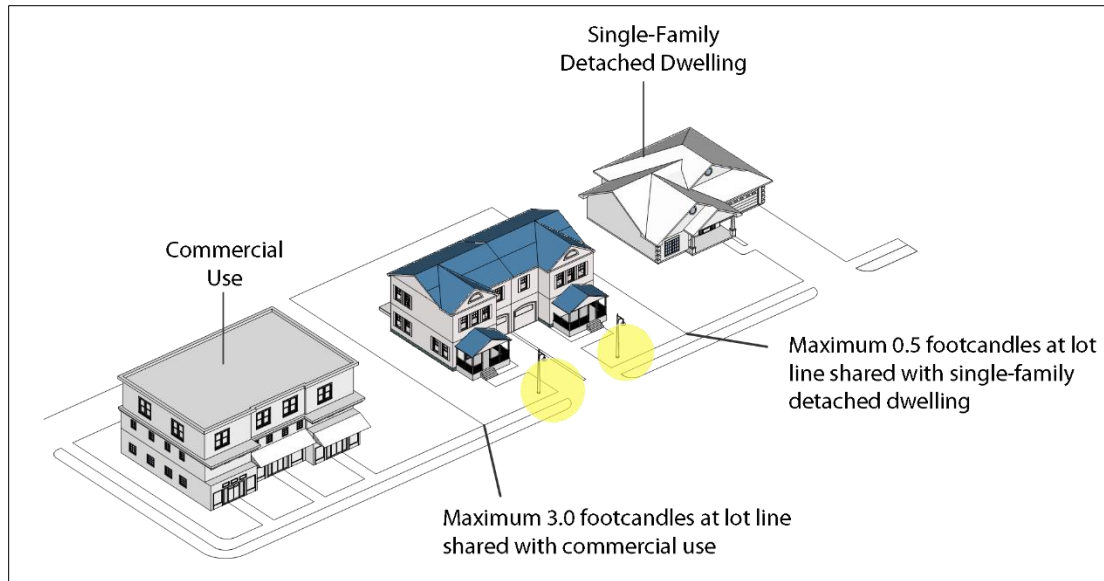 Single-Family
Detached Dwelling
Commercial
Use
Maximum 0.5 footcandles at lot
line shared with single-family
detached dwelling
Maximum 3.0 footcandles at lot line
shared with commercial use